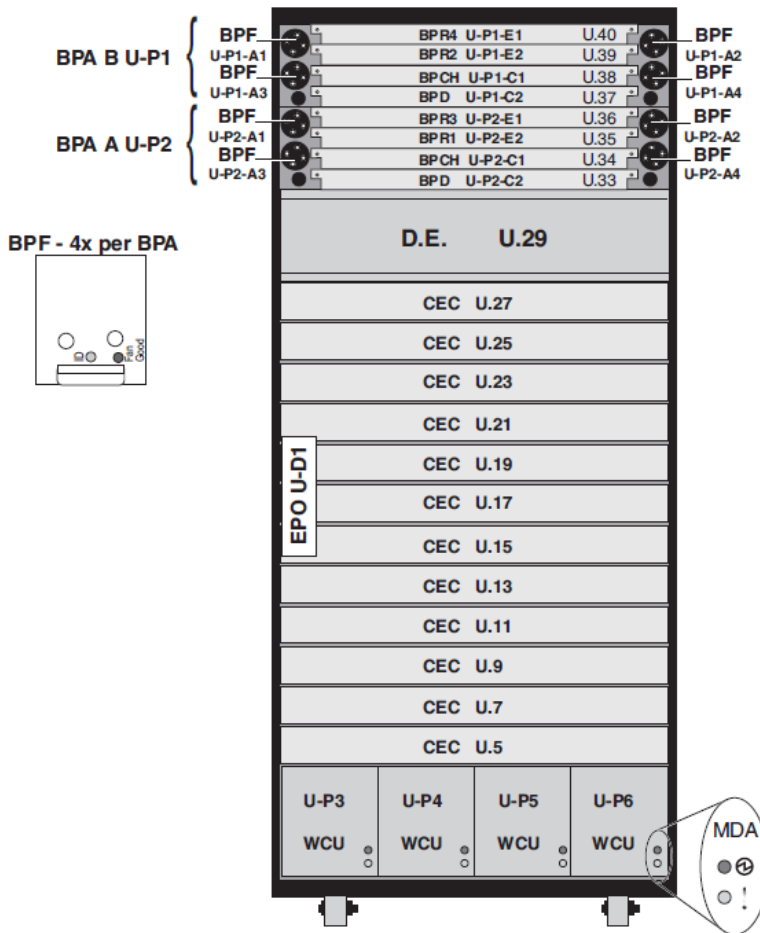 BPF BPR4 U-P1-E1 U.40 BPF
BPA B U-P1 U-P1-A1 BPR2 U-P1-E2 U.39 U-P1-A2
BPF BPCH U-P1-C1 U.38 BPF
U-P1-A3 BPD U-P1-C2 U.37 U-P1-A4
BPF BPR3 U-P2-E1 U.36 BPF
BPA A U-P2 U-P2-A1 BPR1 U-P2-E2 U.35 U-P2-A2
BPF BPCH U-P2-C1 U.34 BPF
U-P2-A3 BPD U-P2-C2 U.33 U-P2-A4
D.E. U.29
BPF - 4x per BPA
ID
Fan
Good
CEC U.27
CEC U.25
CEC U.23
CEC U.21
CEC U.19
EPO U-D1
CEC U.17
CEC U.15
CEC U.13
CEC U.11
CEC U.9
CEC U.7
CEC U.5
U-P3 U-P4 U-P5 U-P6
WCU WCU WCU WCU
MDA
!